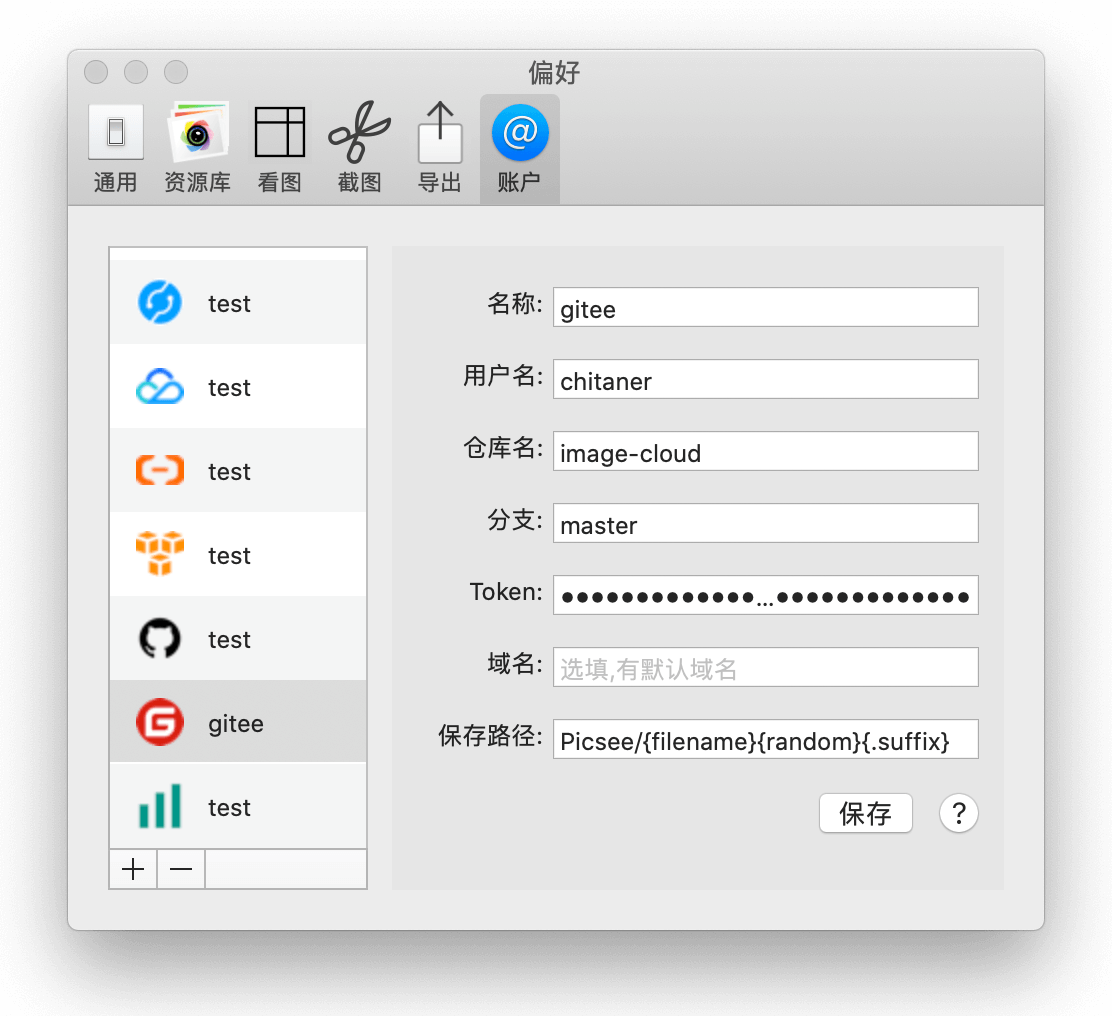 偏好
通用 资源库 看图 截图 导出 账户
test
test
test
test
test
gitee
test
名称: gitee
用户名: chitaner
仓库名: image-cloud
分支: master
Token: ●●●●●●●●●●●●●...●●●●●●●●●●●●●
域名: 选填,有默认域名
保存路径: Picsee/{filename}{random}{.suffix}
保存 ?